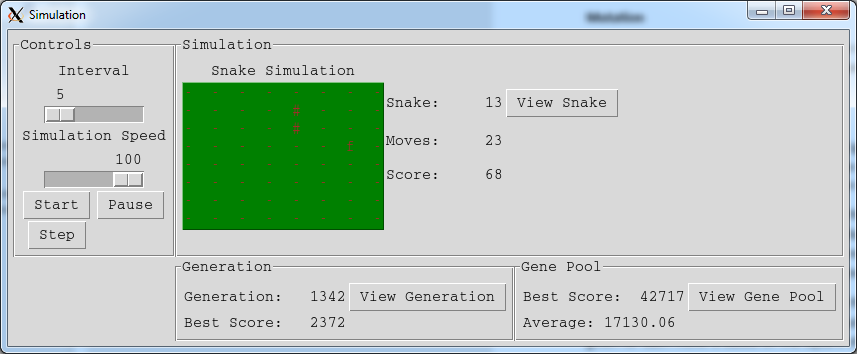 Simulation
Controls
Interval
5
Simulation Speed
100
Start Pause
Step
Simulation
Snake Simulation
Snake: 13 View Snake
Moves: 23
Score: 68
Generation
Generation: 1342 View Generation
Best Score: 2372
Gene Pool
Best Score: 42717 View Gene Pool
Average: 17130.06